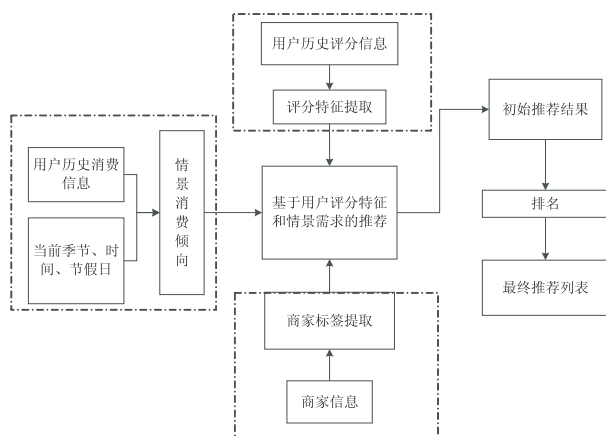 用户历史评分信息
评分特征提取
初始推荐结果
用户历史消费
信息
情
景
消
费
倾
向
基于用户评分特征
和情景需求的推荐
排名
当前季节、时
间、节假日
最终推荐列表
商家标签提取
商家信息